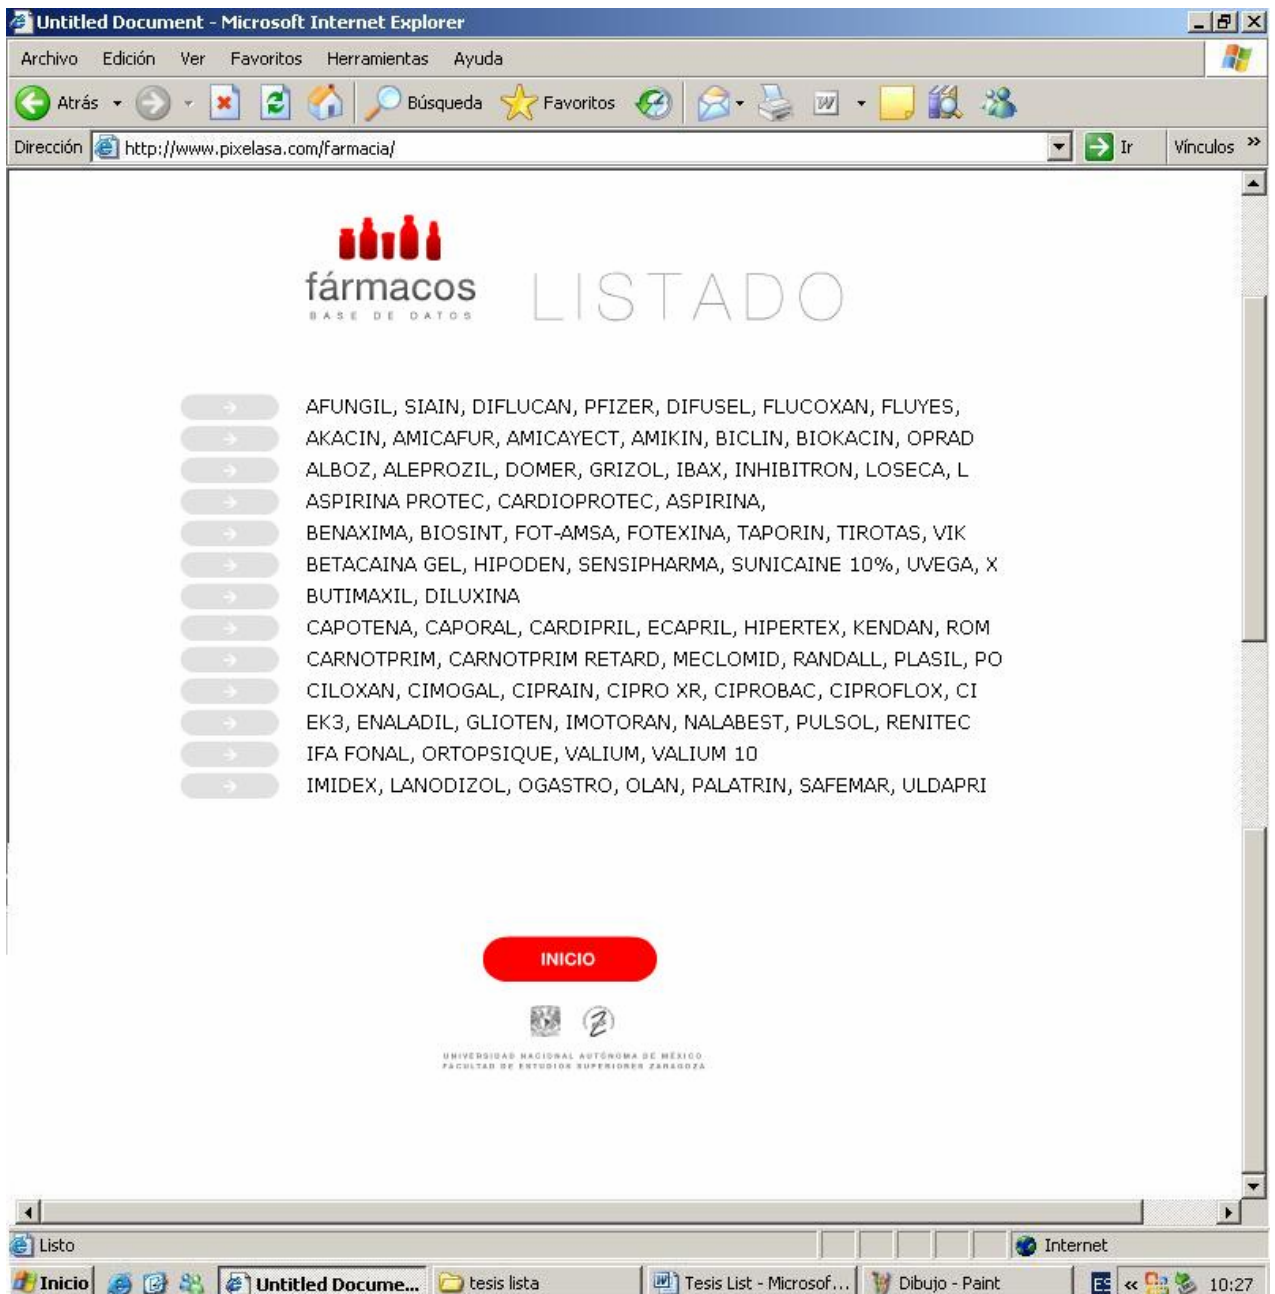 Untitled Document - Microsoft Internet Explorer
Archivo Edición Ver Favoritos Herramientas Ayuda
Atrás Búsqueda Favoritos
Dirección http://www.pixelasa.com/farmacia/ Ir Vínculos »
fármacos
BASE DE DATOS
LISTADO
AFUNGIL, SIAIN, DIFLUCAN, PFIZER, DIFUSEL, FLUCOXAN, FLUYES,
AKACIN, AMICAFUR, AMICAYECT, AMIKIN, BICLIN, BIOKACIN, OPRAD
ALBOZ, ALEPROZIL, DOMER, GRIZOL, IBAX, INHIBITRON, LOSECA, L
ASPIRINA PROTEC, CARDIOPROTEC, ASPIRINA,
BENAXIMA, BIOSINT, FOT-AMSA, FOTEXINA, TAPORIN, TIROTAS, VIK
BETACAINA GEL, HIPODEN, SENSIPHARMA, SUNICAINE 10%, UVEGA, X
BUTIMAXIL, DILUXINA
CAPOTENA, CAPORAL, CARDIPRIL, ECAPRIL, HIPERTEX, KENDAN, ROM
CARNOTPRIM, CARNOTPRIM RETARD, MECLOMID, RANDALL, PLASIL, PO
CILOXAN, CIMOGAL, CIPRAIN, CIPRO XR, CIPROBAC, CIPROFLOX, CI
EK3, ENALADIL, GLIOTEN, IMOTORAN, NALABEST, PULSOL, RENITEC
IFA FONAL, ORTOPSIQUE, VALIUM, VALIUM 10
IMIDEX, LANODIZOL, OGASTRO, OLAN, PALATRIN, SAFEMAR, ULDAPRI
INICIO
UNIVERSIDAD NACIONAL AUTÓNOMA DE MÉXICO
FACULTAD DE ESTUDIOS SUPERIORES ZARAGOZA
Listo Internet
Inicio Untitled Docume... tesis lista Tesis List - Microsof... Dibujo - Paint ES « 10:27